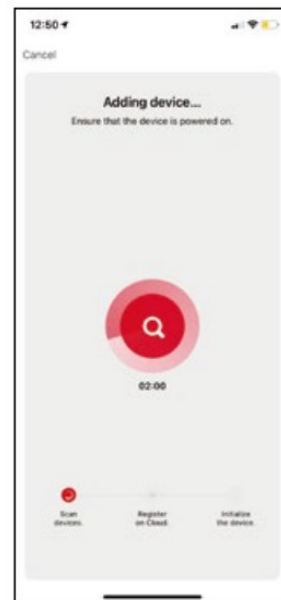 12:50
Cancel
Adding device...
Ensure that the device is powered on.
02:00
Scan
devices.
Register
on Cloud.
Initialize
the device.